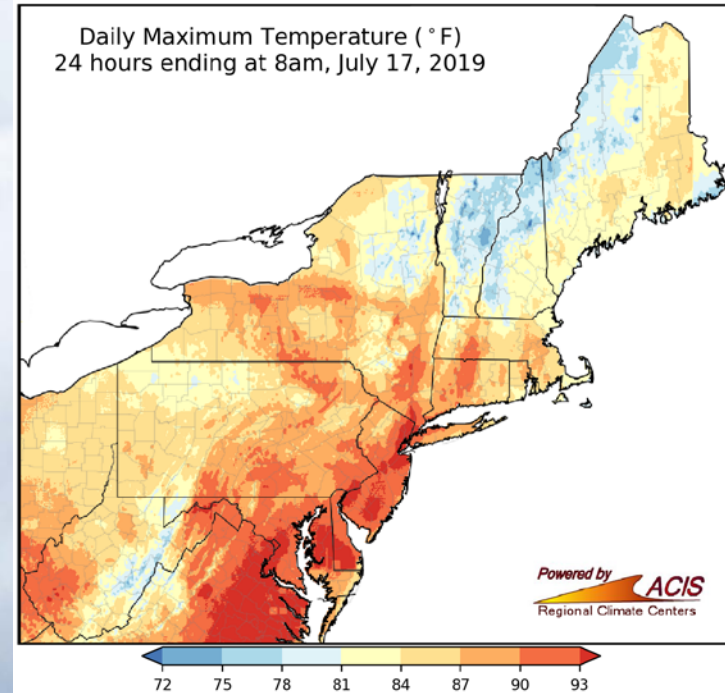 Daily Maximum Temperature (°F)
24 hours ending at 8am, July 17, 2019
Powered by
ACIS
Regional Climate Centers
72 75 78 81 84 87 90 93